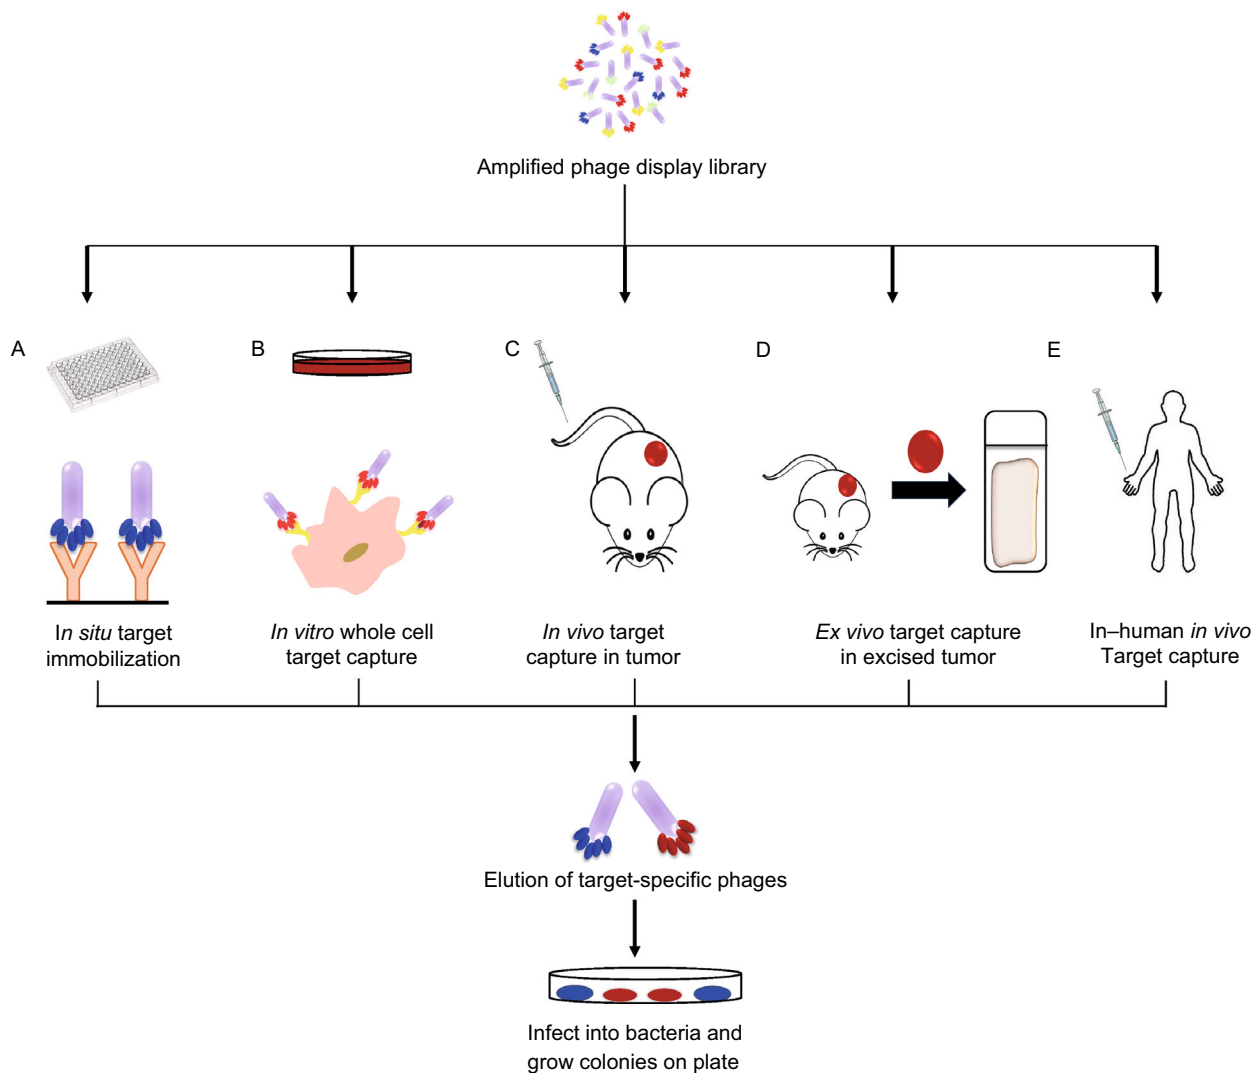 Amplified phage display library
A
B
C
D
E
In situ target
immobilization
In vitro whole cell
target capture
In vivo target
capture in tumor
Ex vivo target capture
in excised tumor
In–human in vivo
Target capture
Elution of target-specific phages
Infect into bacteria and
grow colonies on plate